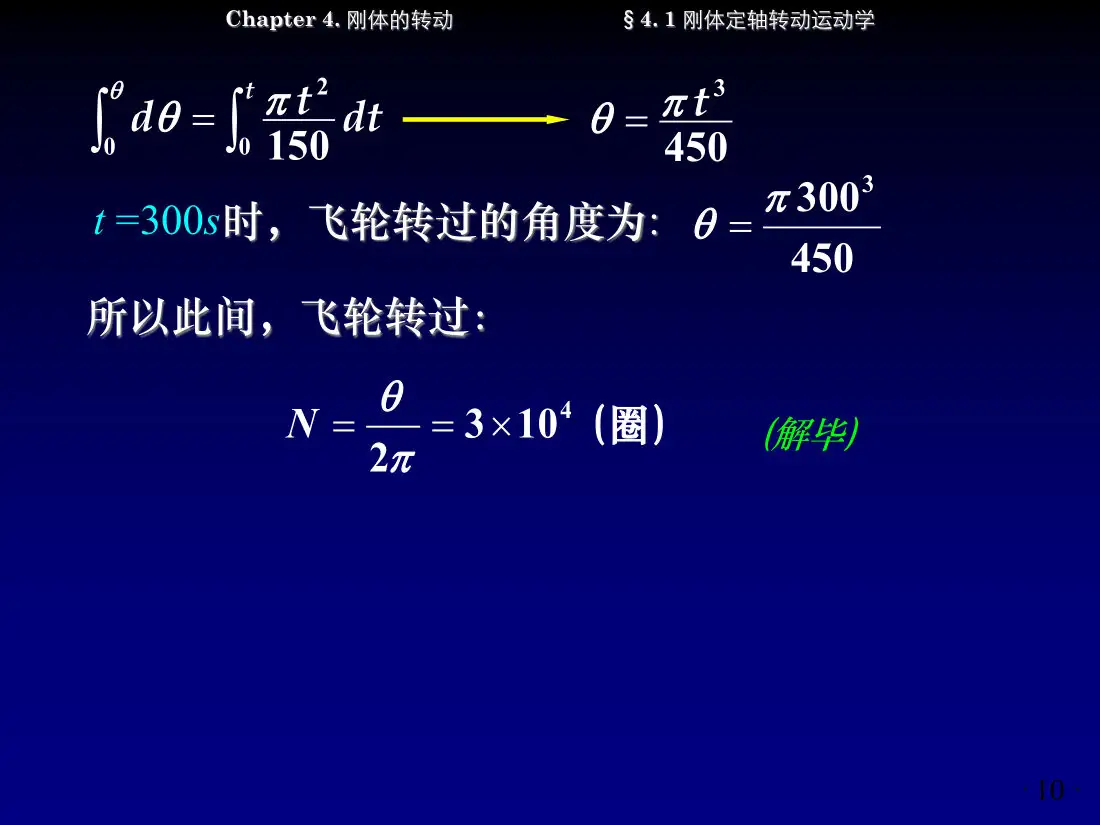 Chapter 4. 刚体的转动 § 4. 1 刚体定轴转动运动学
∫₀^θ dθ = ∫₀^t πt²/150 dt → θ = πt³/450
t =300s时，飞轮转过的角度为: θ = π300³/450
所以此间，飞轮转过:
N = θ/2π = 3×10⁴（圈） (解毕)
10